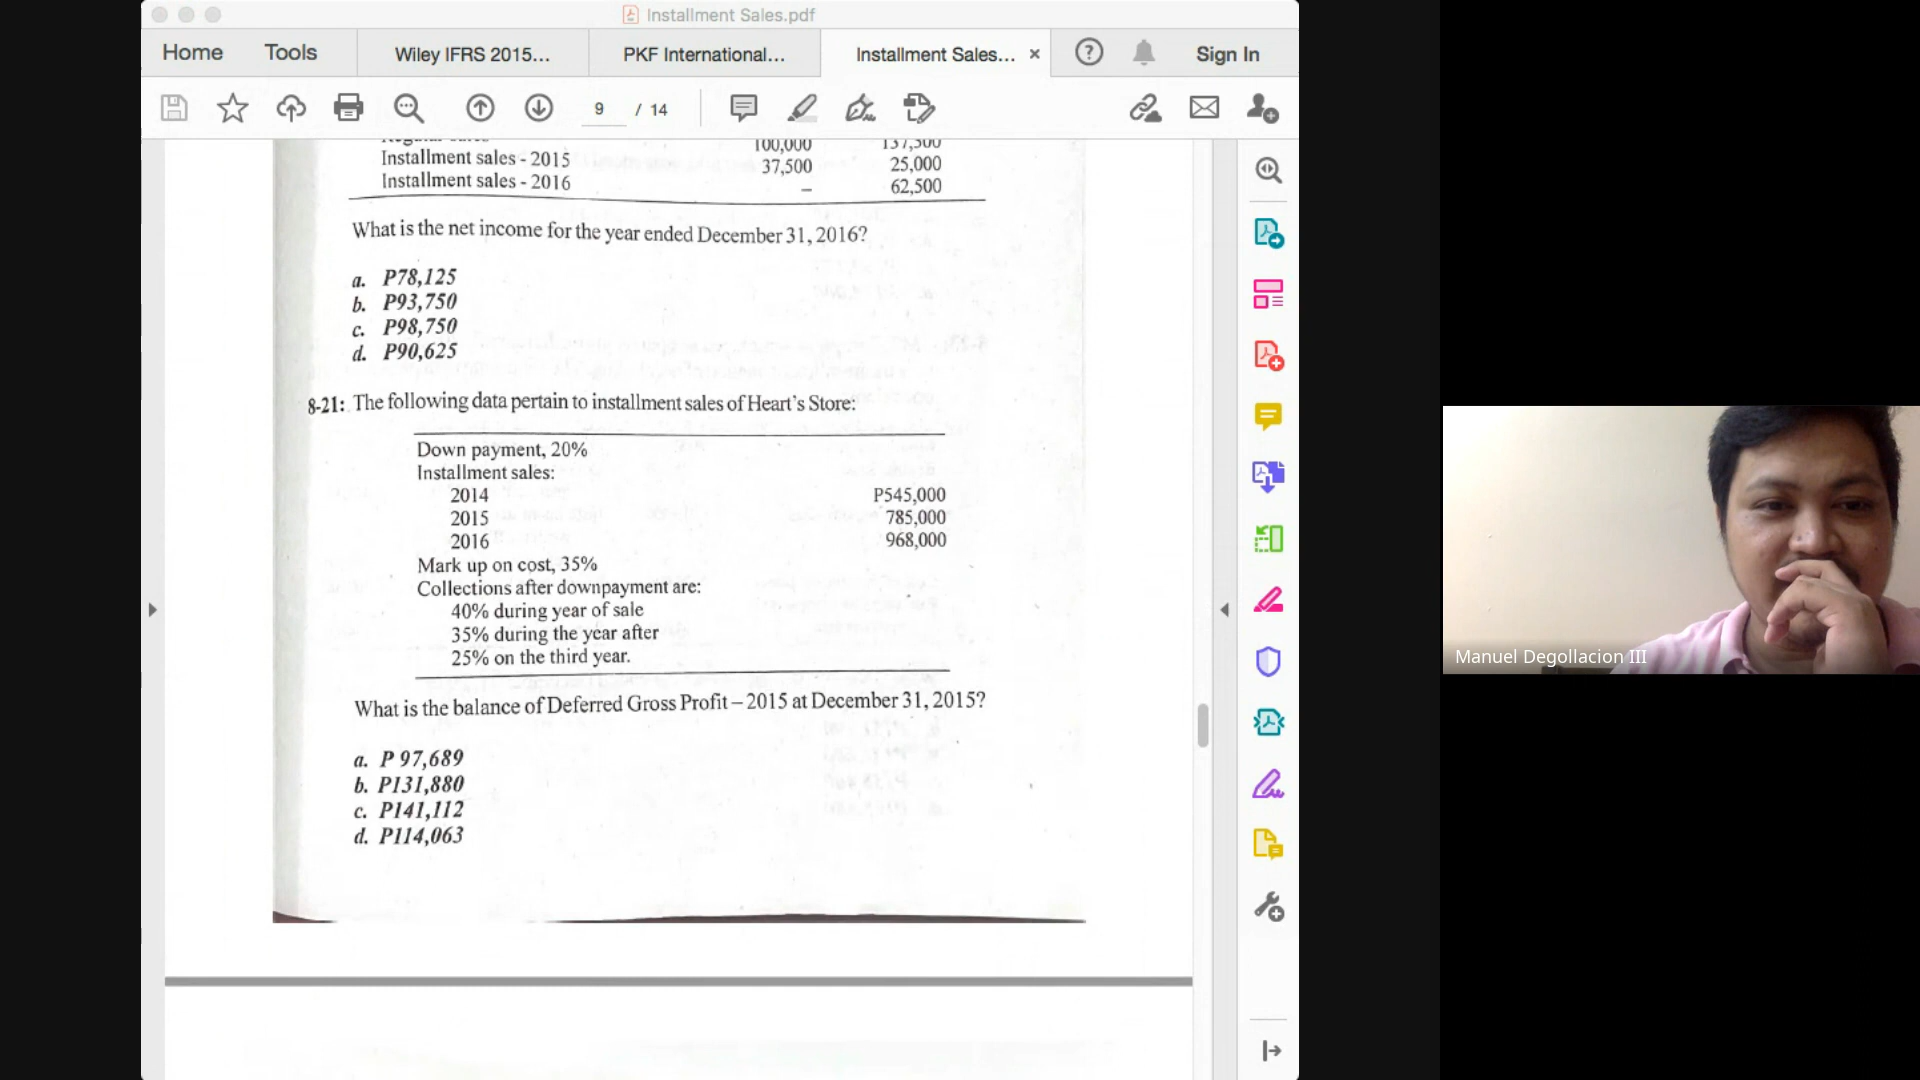 Installment Sales.pdf
Home Tools Wiley IFRS 2015... PKF International... Installment Sales... × Sign In
9 / 14
Regular sales 100,000 137,500
Installment sales - 2015 37,500 25,000
Installment sales - 2016 – 62,500
What is the net income for the year ended December 31, 2016?
a. P78,125
b. P93,750
c. P98,750
d. P90,625
8-21: The following data pertain to installment sales of Heart's Store:
Down payment, 20%
Installment sales:
2014 P545,000
2015 785,000
2016 968,000
Mark up on cost, 35%
Collections after downpayment are:
40% during year of sale
35% during the year after
25% on the third year.
What is the balance of Deferred Gross Profit – 2015 at December 31, 2015?
a. P 97,689
b. P131,880
c. P141,112
d. P114,063
Manuel Degollacion III